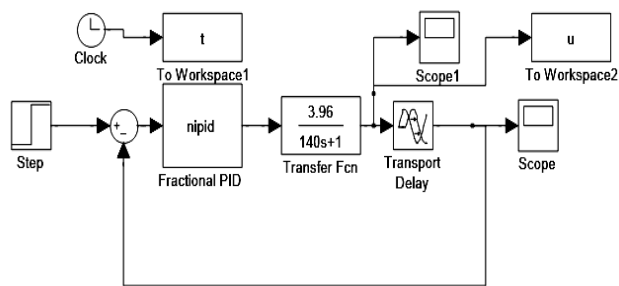 t
u
Clock
To Workspace1
Scope1
To Workspace2
+
−
nipid
3.96
140s+1
Step
Fractional PID
Transfer Fcn
Transport
Delay
Scope